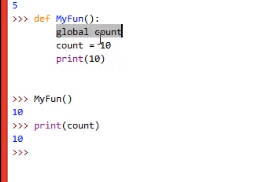 5
>>> def MyFun():
        global count
        count = 10
        print(10)

>>> MyFun()
10
>>> print(count)
10
>>>